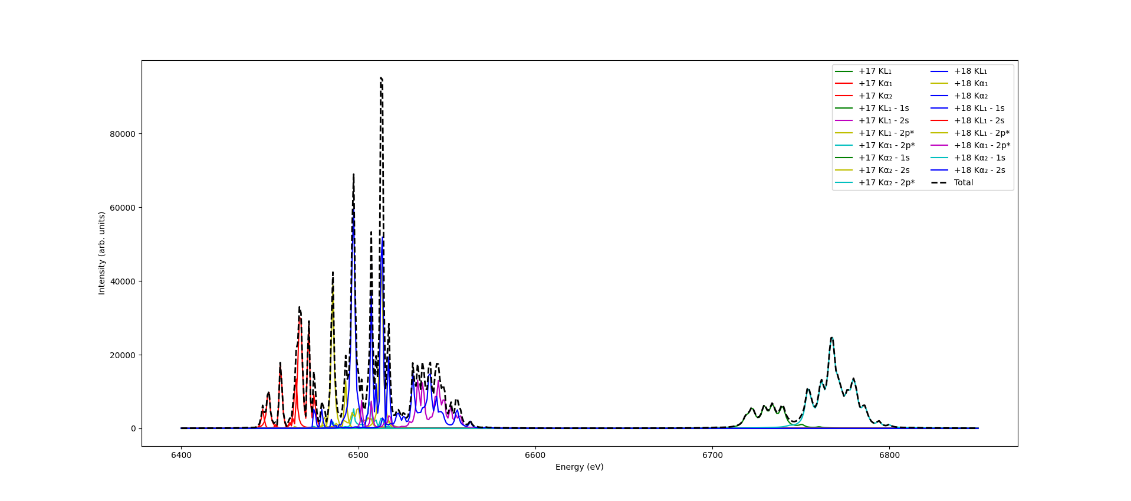 80000
60000
40000
20000
0
Intensity (arb. units)
6400
6500
6600
6700
6800
Energy (eV)
+17 KL₁
+17 Kα₁
+17 Kα₂
+17 KL₁ - 1s
+17 KL₁ - 2s
+17 KL₁ - 2p*
+17 Kα₁ - 2p*
+17 Kα₂ - 1s
+17 Kα₂ - 2s
+17 Kα₂ - 2p*
+18 KL₁
+18 Kα₁
+18 Kα₂
+18 KL₁ - 1s
+18 KL₁ - 2s
+18 KL₁ - 2p*
+18 Kα₁ - 2p*
+18 Kα₂ - 1s
+18 Kα₂ - 2s
Total